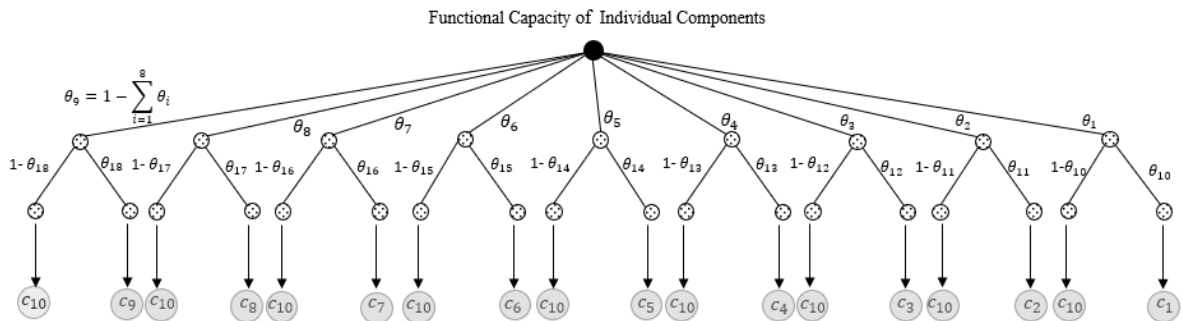 Functional Capacity of Individual Components
θ₉ = 1 − ∑ᵢ₌₁⁸ θᵢ
θ₈ θ₇ θ₆ θ₅ θ₄ θ₃ θ₂ θ₁
1-θ₁₈ θ₁₈ 1-θ₁₇ θ₁₇ 1-θ₁₆ θ₁₆ 1-θ₁₅ θ₁₅ 1-θ₁₄ θ₁₄ 1-θ₁₃ θ₁₃ 1-θ₁₂ θ₁₂ 1-θ₁₁ θ₁₁ 1-θ₁₀ θ₁₀
c₁₀ c₉ c₁₀ c₈ c₁₀ c₇ c₁₀ c₆ c₁₀ c₅ c₁₀ c₄ c₁₀ c₃ c₁₀ c₂ c₁₀ c₁